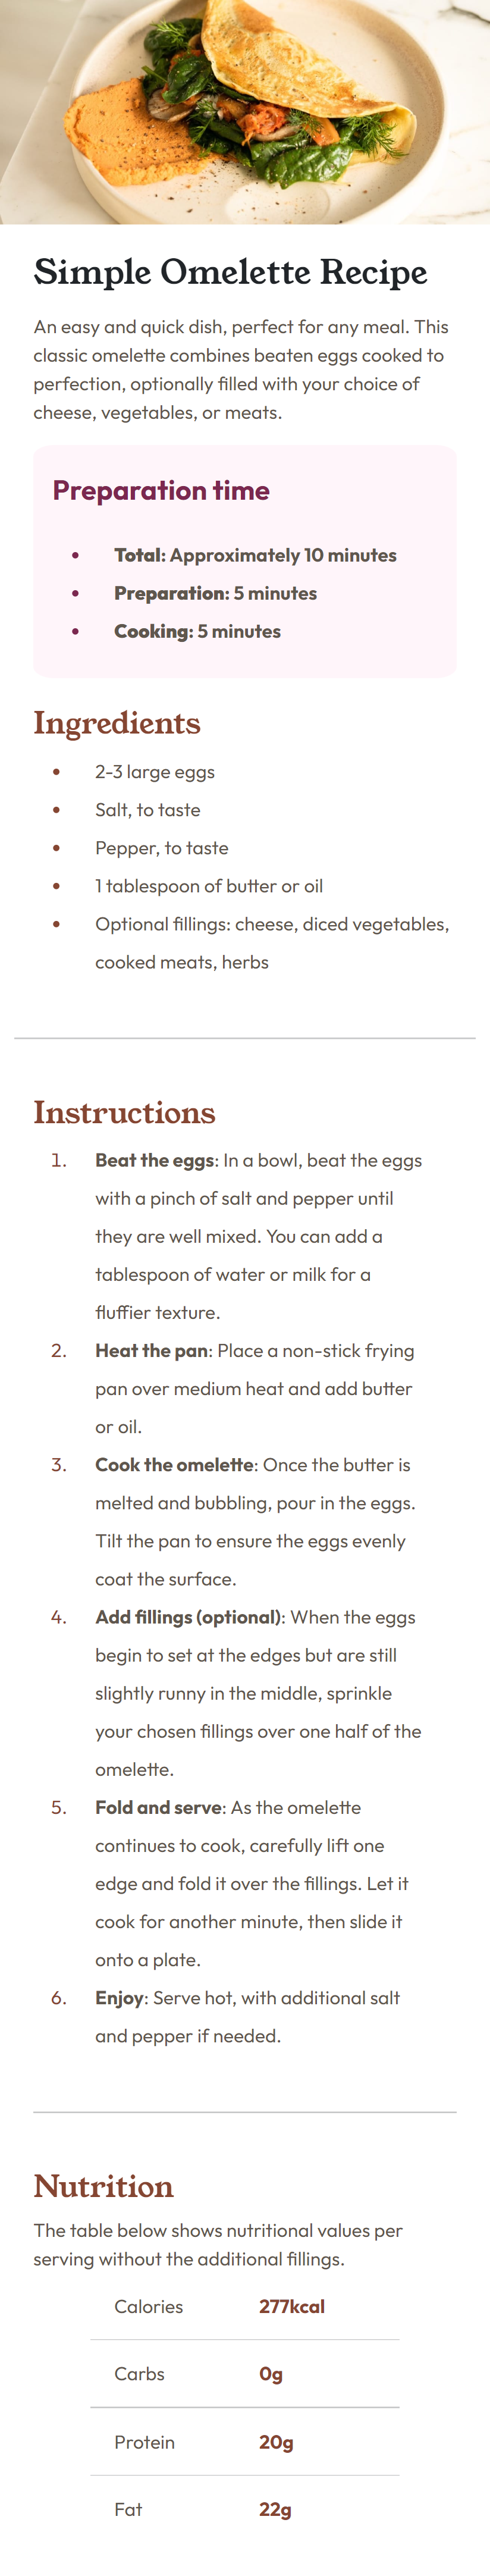 Simple Omelette Recipe
An easy and quick dish, perfect for any meal. This
classic omelette combines beaten eggs cooked to
perfection, optionally filled with your choice of
cheese, vegetables, or meats.
Preparation time
• Total: Approximately 10 minutes
• Preparation: 5 minutes
• Cooking: 5 minutes
Ingredients
• 2-3 large eggs
• Salt, to taste
• Pepper, to taste
• 1 tablespoon of butter or oil
• Optional fillings: cheese, diced vegetables,
cooked meats, herbs
Instructions
1. Beat the eggs: In a bowl, beat the eggs
with a pinch of salt and pepper until
they are well mixed. You can add a
tablespoon of water or milk for a
fluffier texture.
2. Heat the pan: Place a non-stick frying
pan over medium heat and add butter
or oil.
3. Cook the omelette: Once the butter is
melted and bubbling, pour in the eggs.
Tilt the pan to ensure the eggs evenly
coat the surface.
4. Add fillings (optional): When the eggs
begin to set at the edges but are still
slightly runny in the middle, sprinkle
your chosen fillings over one half of the
omelette.
5. Fold and serve: As the omelette
continues to cook, carefully lift one
edge and fold it over the fillings. Let it
cook for another minute, then slide it
onto a plate.
6. Enjoy: Serve hot, with additional salt
and pepper if needed.
Nutrition
The table below shows nutritional values per
serving without the additional fillings.
Calories 277kcal
Carbs 0g
Protein 20g
Fat 22g